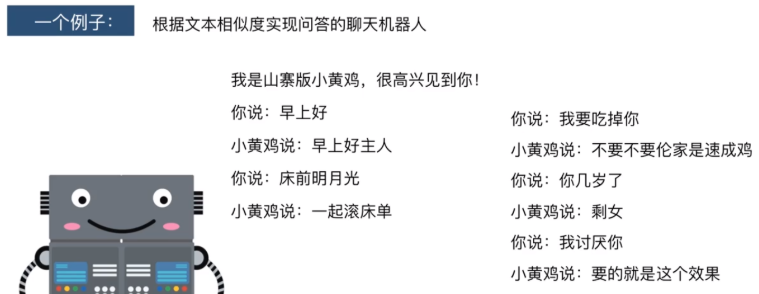 一个例子：
根据文本相似度实现问答的聊天机器人
我是山寨版小黄鸡，很高兴见到你！
你说：早上好
小黄鸡说：早上好主人
你说：床前明月光
小黄鸡说：一起滚床单
你说：我要吃掉你
小黄鸡说：不要不要伦家是速成鸡
你说：你几岁了
小黄鸡说：剩女
你说：我讨厌你
小黄鸡说：要的就是这个效果